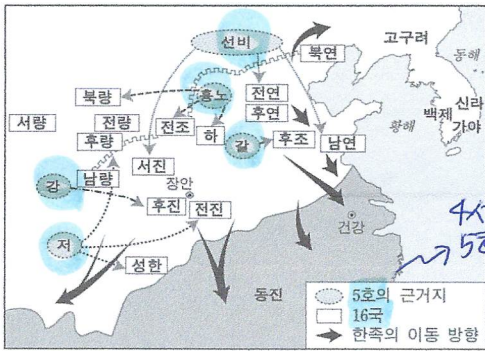 선비
고구려
북연
동해
북량
흉노
전연
서량
전량
후연
신라
백제
가야
후량
전조
하
갈
후조
남연
황해
서진
강
남량
장안
후진
전진
건강
저
성한
동진
5호의 근거지
16국
한족의 이동 방향